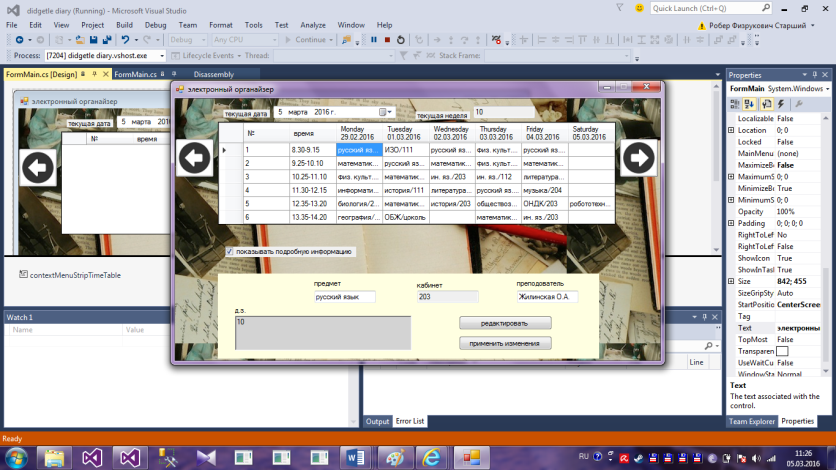 didgetle diary (Running) - Microsoft Visual Studio
Quick Launch (Ctrl+Q)
File Edit View Project Build Debug Team Format Tools Test Analyze Window Help
Робер Физрукович Старший
Debug Any CPU Continue
Process: [7204] didgetle diary.vshost.exe Lifecycle Events Thread: Stack Frame:
FormMain.cs [Design] FormMain.cs Disassembly
электронный органайзер
текущая дата 5 марта 201
№ время
contextMenuStripTimeTable
Watch 1
Name Value
Line
Output Error List
электронный органайзер
текущая дата 5 марта 2016 г. текущая неделя 10
№ время Monday 29.02.2016 Tuesday 01.03.2016 Wednesday 02.03.2016 Thursday 03.03.2016 Friday 04.03.2016 Saturday 05.03.2016
1 8.30-9.15 русский яз... ИЗО/111 русский яз... Физ. культ... русский яз...
2 9.25-10.10 математик... русский яз... математик... математик... математик...
3 10.25-11.10 Физ. культ... математик... ин. яз./203 ин. яз./112 литература...
4 11.30-12.15 информати... история/111 литература... русский яз... музыка/204
5 12.35-13.20 биология/2... математик... история/203 обществоз... ОНДК/203 робототехн...
6 13.35-14.20 география/... ОБЖ/цоколь математик... ин. яз./203
показывать подробную информацию
предмет кабинет преподователь
русский язык 203 Жилинская О.А.
д.з.
10
редактировать
применить изменения
Properties
FormMain System.Windows
Localizable False
Location 0; 0
Locked False
MainMenu (none)
MaximizeB False
MaximumS 0; 0
MinimizeB True
MinimumS 0; 0
Opacity 100%
Padding 0; 0; 0; 0
RightToLef No
RightToLef False
ShowIcon True
ShowInTasl True
Size 842; 455
SizeGripSty Auto
StartPositio CenterScreen
Tag
Text электронны
TopMost False
Transparen
UseWaitCu False
WindowSta Normal
Text
The text associated with the control.
Team Explorer Properties
Ready
RU
11:26
05.03.2016